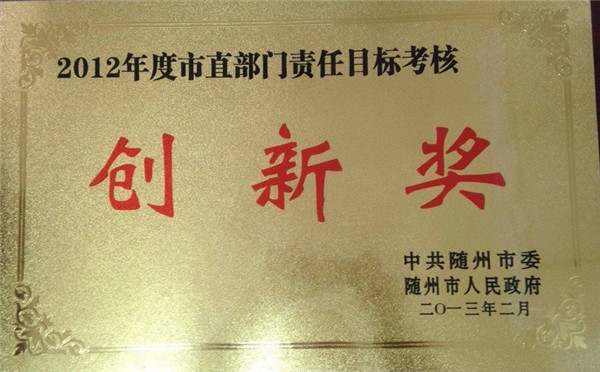 2012年度市直部门责任目标考核
创新奖
中共随州市委
随州市人民政府
二〇一三年二月